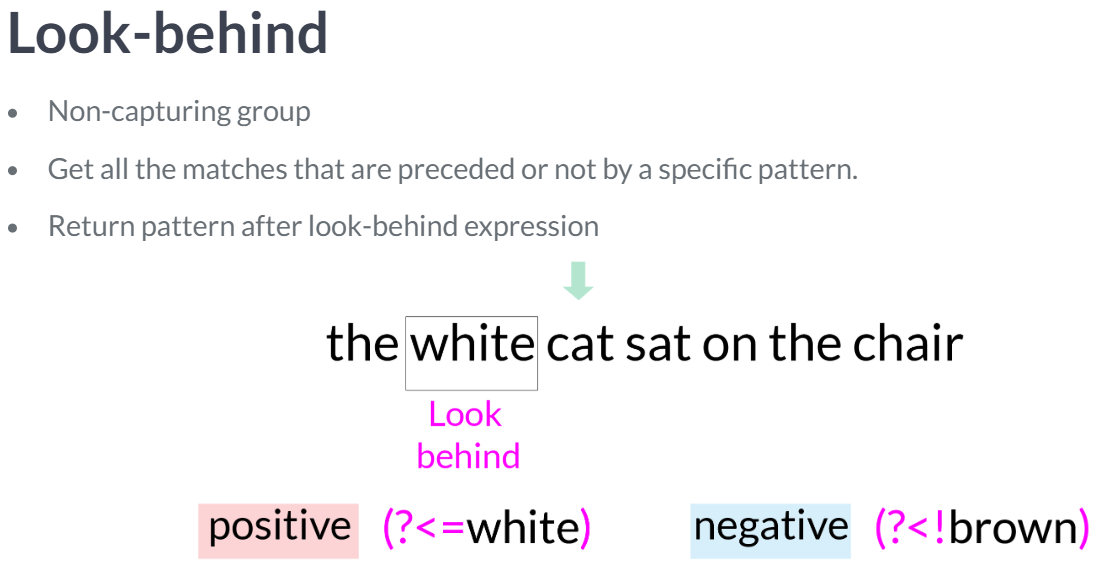 Look-behind
• Non-capturing group
• Get all the matches that are preceded or not by a specific pattern.
• Return pattern after look-behind expression
the white cat sat on the chair
Look
behind
positive (?<=white) negative (?<!brown)